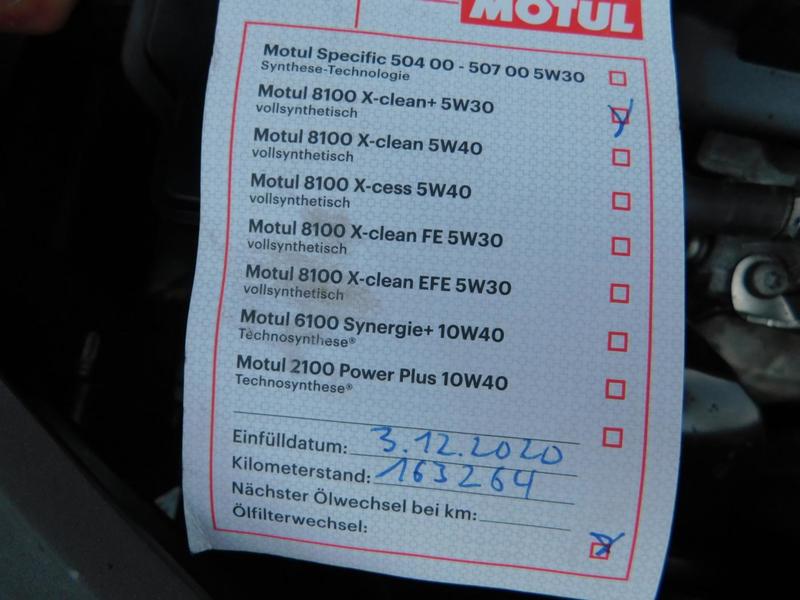 MOTUL
Motul Specific 504 00 - 507 00 5W30
Synthese-Technologie
Motul 8100 X-clean+ 5W30
vollsynthetisch
Motul 8100 X-clean 5W40
vollsynthetisch
Motul 8100 X-cess 5W40
vollsynthetisch
Motul 8100 X-clean FE 5W30
vollsynthetisch
Motul 8100 X-clean EFE 5W30
vollsynthetisch
Motul 6100 Synergie+ 10W40
Technosynthese®
Motul 2100 Power Plus 10W40
Technosynthese®
Einfülldatum: 3.12.2020
Kilometerstand: 163264
Nächster Ölwechsel bei km:
Ölfilterwechsel: